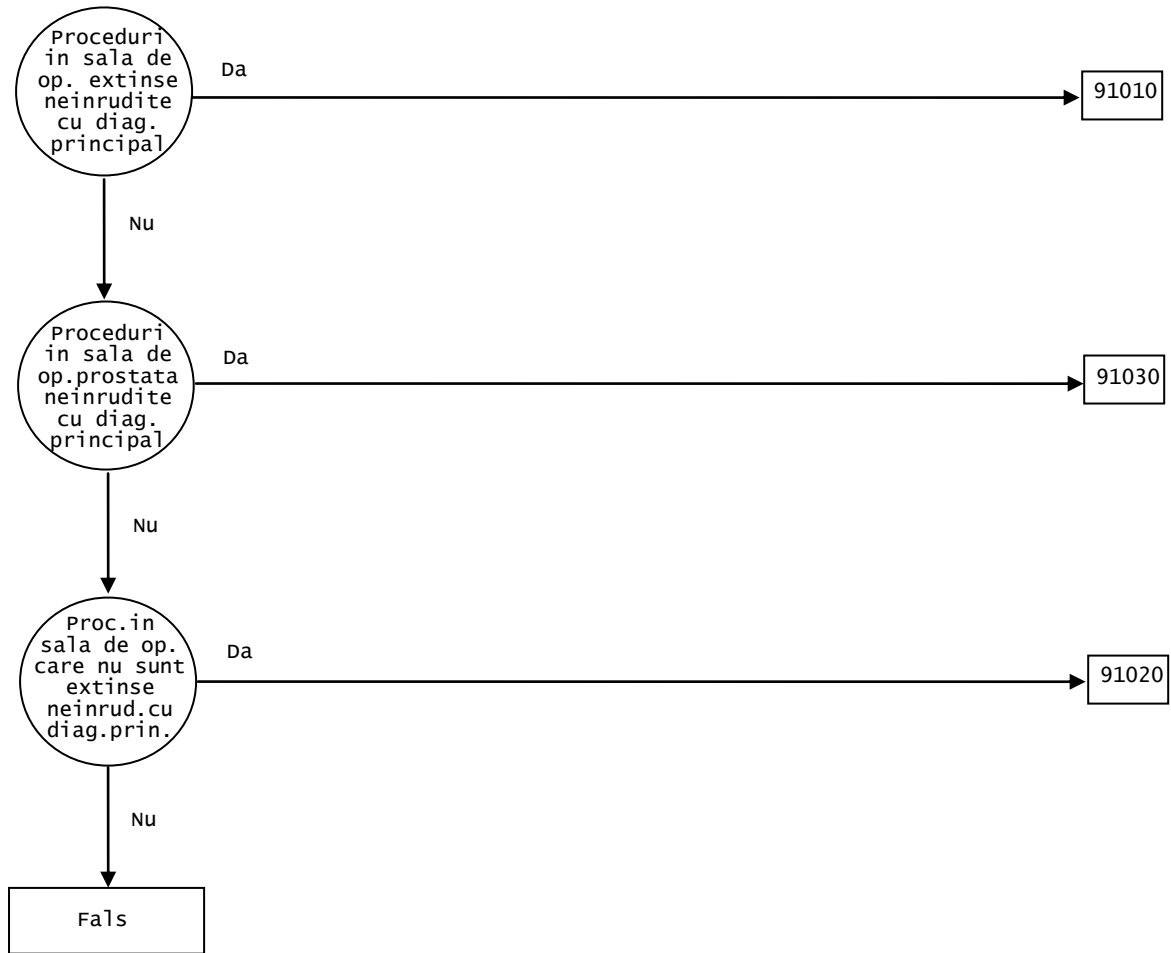 Proceduri
in sala de
op. extinse
neinrudite
cu diag.
principal
Da
91010
Nu
Proceduri
in sala de
op.prostata
neinrudite
cu diag.
principal
Da
91030
Nu
Proc.in
sala de op.
care nu sunt
extinse
neinrud.cu
diag.prin.
Da
91020
Nu
Fals